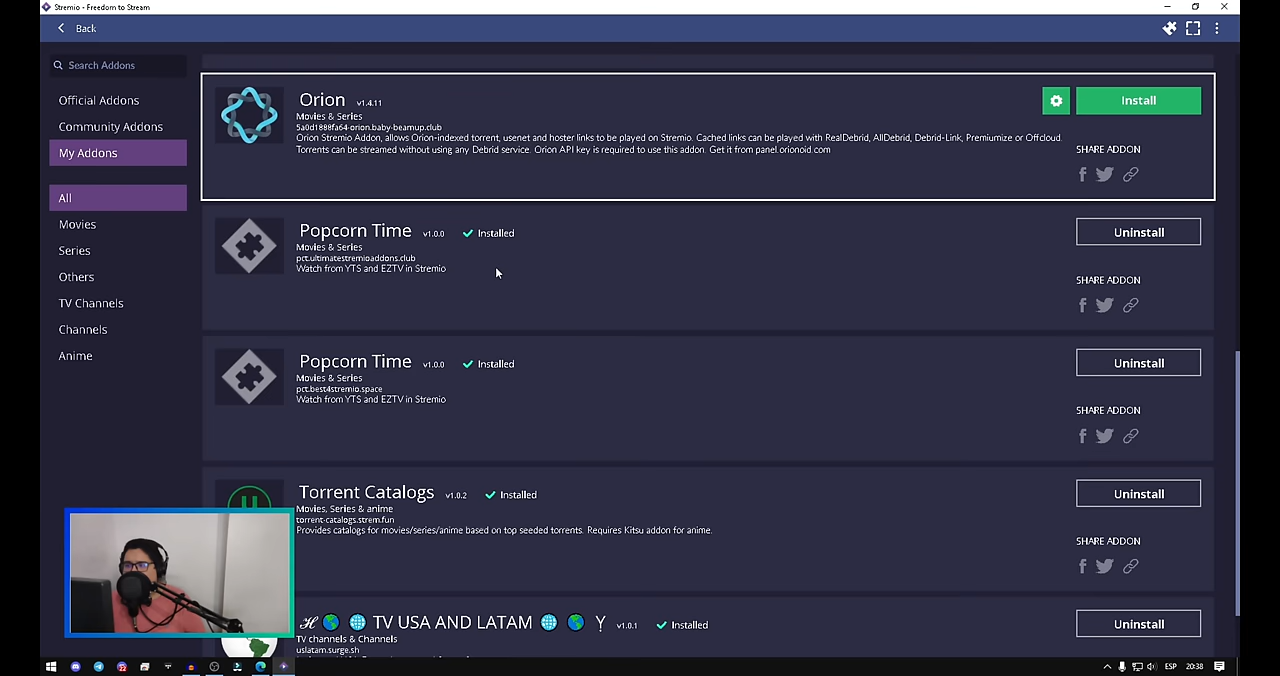 Stremio - Freedom to Stream
Back
Search Addons
Official Addons
Community Addons
My Addons
All
Movies
Series
Others
TV Channels
Channels
Anime
Orion v1.4.11
Movies & Series
5a0d1888fa64-orion.baby-beamup.club
Orion Stremio Addon, allows Orion-indexed torrent, usenet and hoster links to be played on Stremio. Cached links can be played with RealDebrid, AllDebrid, Debrid-Link, Premiumize or Offcloud.
Torrents can be streamed without using any Debrid service. Orion API key is required to use this addon. Get it from panel.orionoid.com
Install
SHARE ADDON
Popcorn Time v1.0.0 Installed
Movies & Series
pct.ultimatestremioaddons.club
Watch from YTS and EZTV in Stremio
Uninstall
SHARE ADDON
Popcorn Time v1.0.0 Installed
Movies & Series
pct.best4stremio.space
Watch from YTS and EZTV in Stremio
Uninstall
SHARE ADDON
Torrent Catalogs v1.0.2 Installed
Movies, Series & anime
torrent-catalogs.strem.fun
Provides catalogs for movies/series/anime based on top seeded torrents. Requires Kitsu addon for anime.
Uninstall
SHARE ADDON
ℋ 🌎 🌐 TV USA AND LATAM 🌐 🌎 Y v1.0.1 Installed
TV channels & Channels
uslatam.surge.sh
Uninstall
22
ESP
20:38